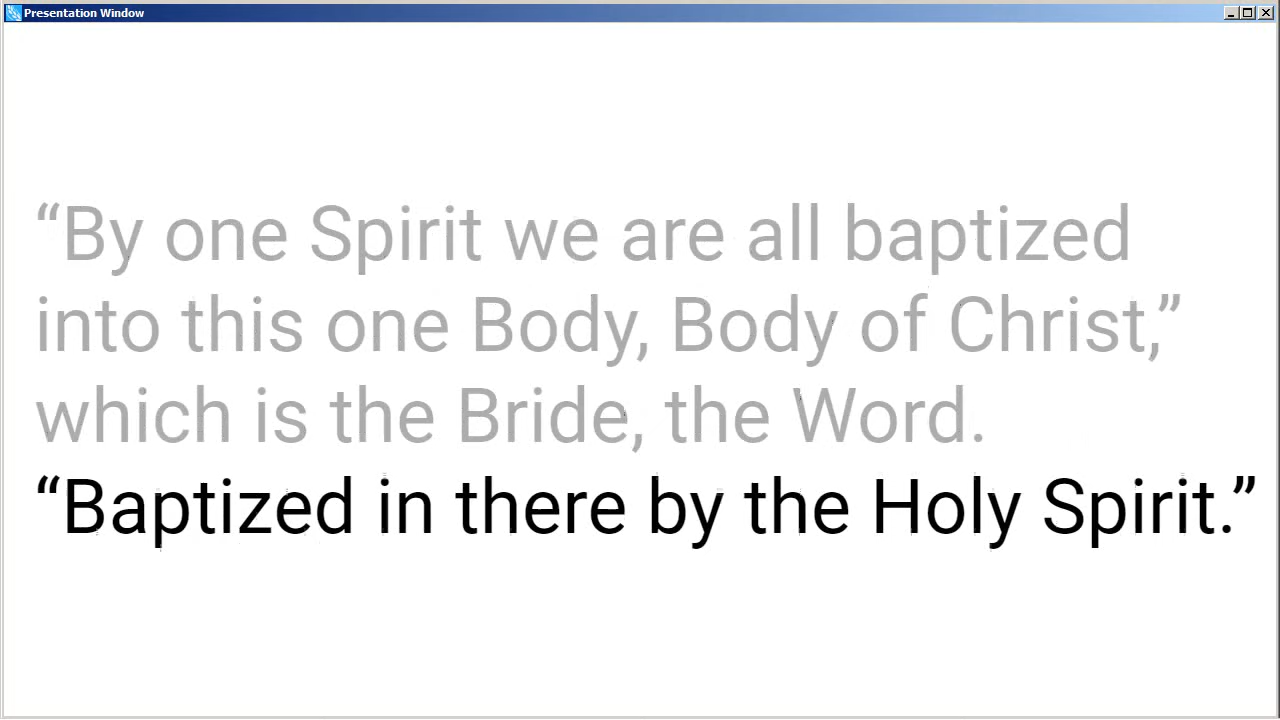 Presentation Window
“By one Spirit we are all baptized
into this one Body, Body of Christ,”
which is the Bride, the Word.
“Baptized in there by the Holy Spirit.”